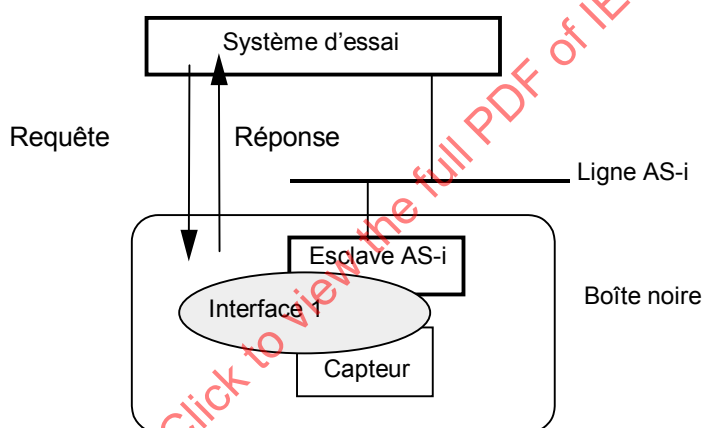 Système d'essai
Requête
Réponse
Ligne AS-i
Esclave AS-i
Interface 1
Boîte noire
Capteur
Click to view the full PDF of IE